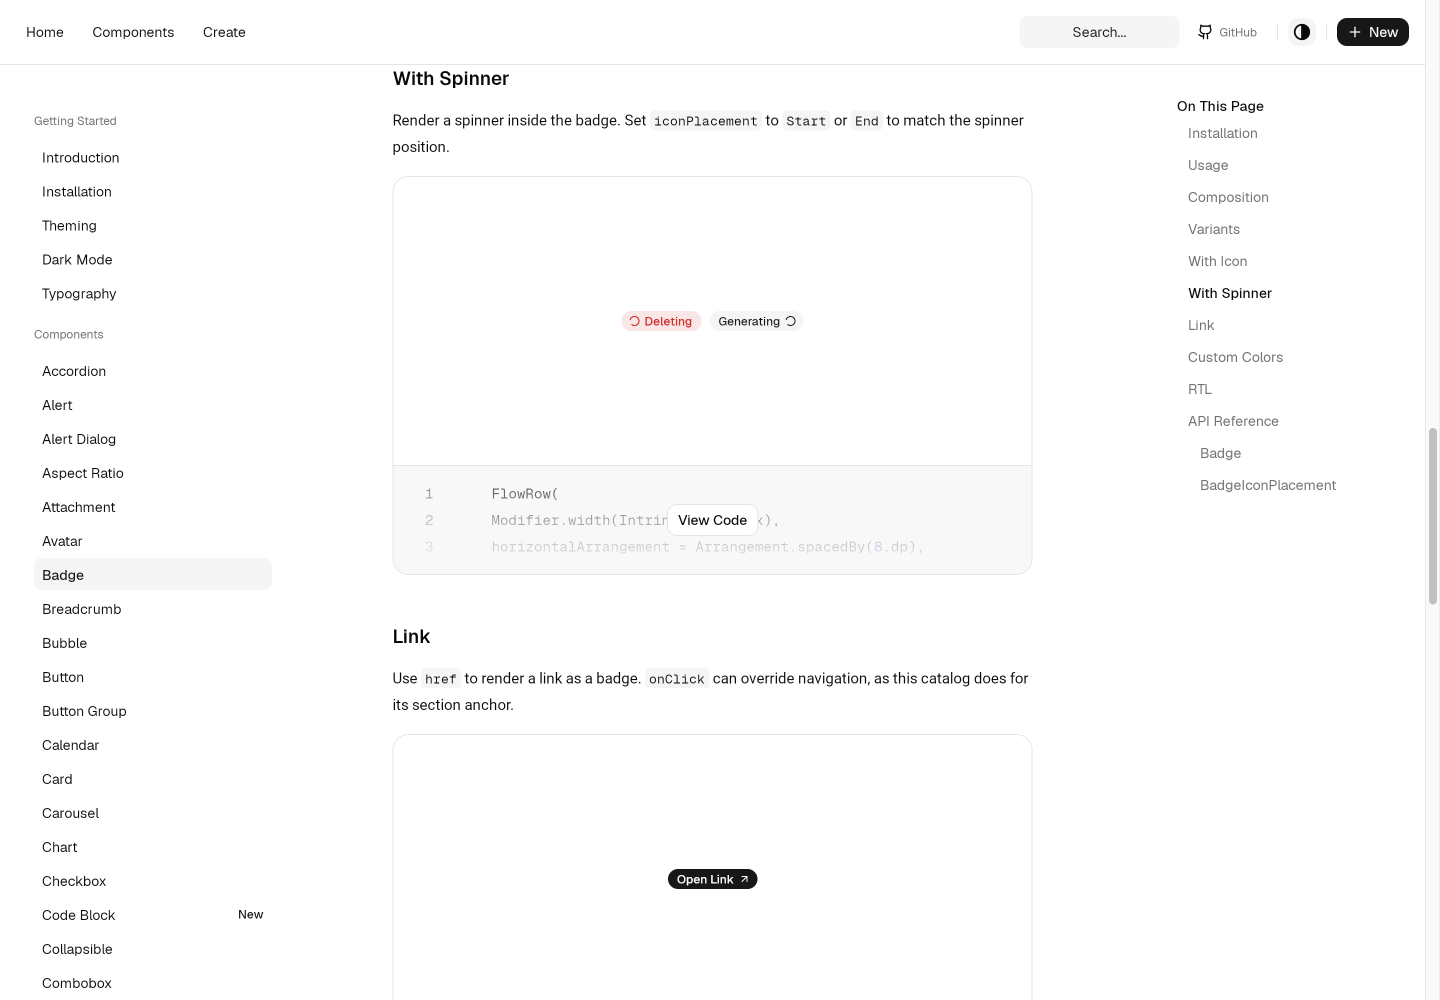 Home
Components
Create
Search...
GitHub
New
Getting Started
Introduction
Installation
Theming
Dark Mode
Typography
Components
Accordion
Alert
Alert Dialog
Aspect Ratio
Attachment
Avatar
Badge
Breadcrumb
Bubble
Button
Button Group
Calendar
Card
Carousel
Chart
Checkbox
Code Block
New
Collapsible
Combobox
With Spinner
Render a spinner inside the badge. Set iconPlacement to Start or End to match the spinner
position.
Deleting
Generating
1 FlowRow(
2 Modifier.width(
View Code
),
3 horizontalArrangement = Arrangement.spacedBy(8.dp),
Link
Use href to render a link as a badge. onClick can override navigation, as this catalog does for
its section anchor.
Open Link
On This Page
Installation
Usage
Composition
Variants
With Icon
With Spinner
Link
Custom Colors
RTL
API Reference
Badge
BadgeIconPlacement